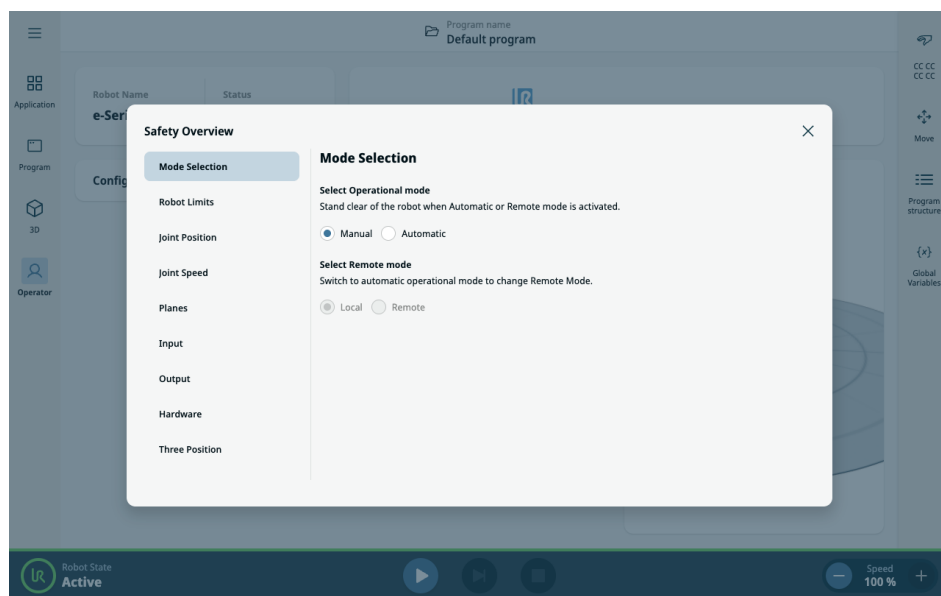 Program name
Default program
Application
Program
3D
Operator
Robot Name
Status
e-Seri
Config
Safety Overview
Mode Selection
Robot Limits
Joint Position
Joint Speed
Planes
Input
Output
Hardware
Three Position
Mode Selection
Select Operational mode
Stand clear of the robot when Automatic or Remote mode is activated.
Manual Automatic
Select Remote mode
Switch to automatic operational mode to change Remote Mode.
Local Remote
CC CC
CC CC
Move
Program
structure
{x}
Global
Variables
Robot State
Active
Speed
100 %